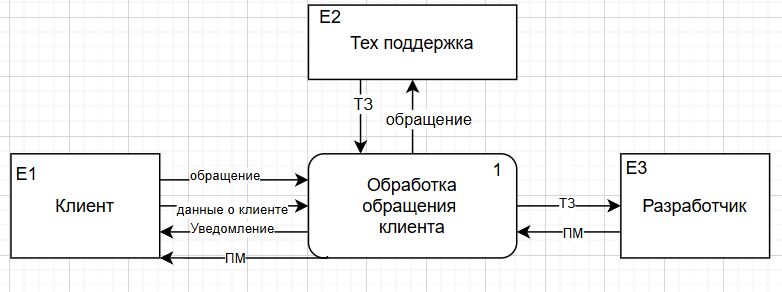 E2
Тех поддержка
ТЗ
обращение
E1
Клиент
обращение
данные о клиенте
Уведомление
ПМ
1
Обработка
обращения
клиента
ТЗ
ПМ
E3
Разработчик